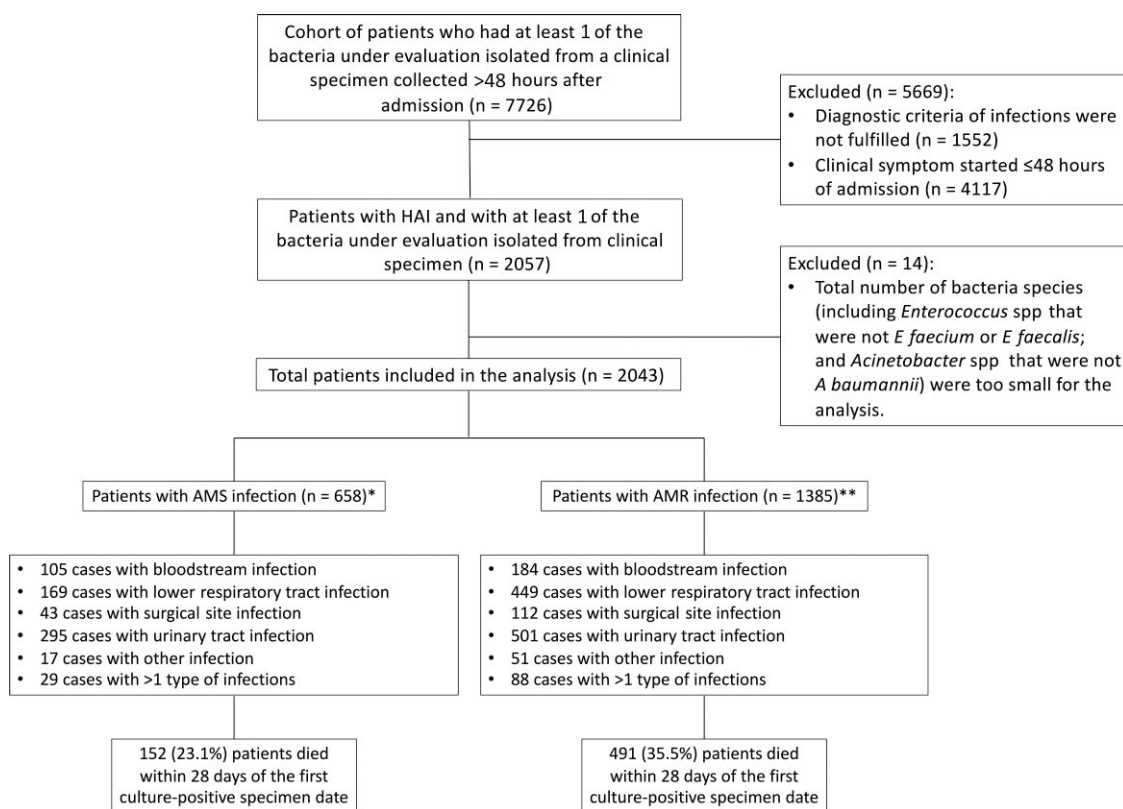 Cohort of patients who had at least 1 of the
bacteria under evaluation isolated from a clinical
specimen collected >48 hours after
admission (n = 7726)
Excluded (n = 5669):
• Diagnostic criteria of infections were
not fulfilled (n = 1552)
• Clinical symptom started ≤48 hours
of admission (n = 4117)
Patients with HAI and with at least 1 of the
bacteria under evaluation isolated from clinical
specimen (n = 2057)
Excluded (n = 14):
• Total number of bacteria species
(including Enterococcus spp that
were not E faecium or E faecalis;
and Acinetobacter spp that were not
A baumannii) were too small for the
analysis.
Total patients included in the analysis (n = 2043)
Patients with AMS infection (n = 658)*
• 105 cases with bloodstream infection
• 169 cases with lower respiratory tract infection
• 43 cases with surgical site infection
• 295 cases with urinary tract infection
• 17 cases with other infection
• 29 cases with >1 type of infections
152 (23.1%) patients died
within 28 days of the first
culture-positive specimen date
Patients with AMR infection (n = 1385)**
• 184 cases with bloodstream infection
• 449 cases with lower respiratory tract infection
• 112 cases with surgical site infection
• 501 cases with urinary tract infection
• 51 cases with other infection
• 88 cases with >1 type of infections
491 (35.5%) patients died
within 28 days of the first
culture-positive specimen date